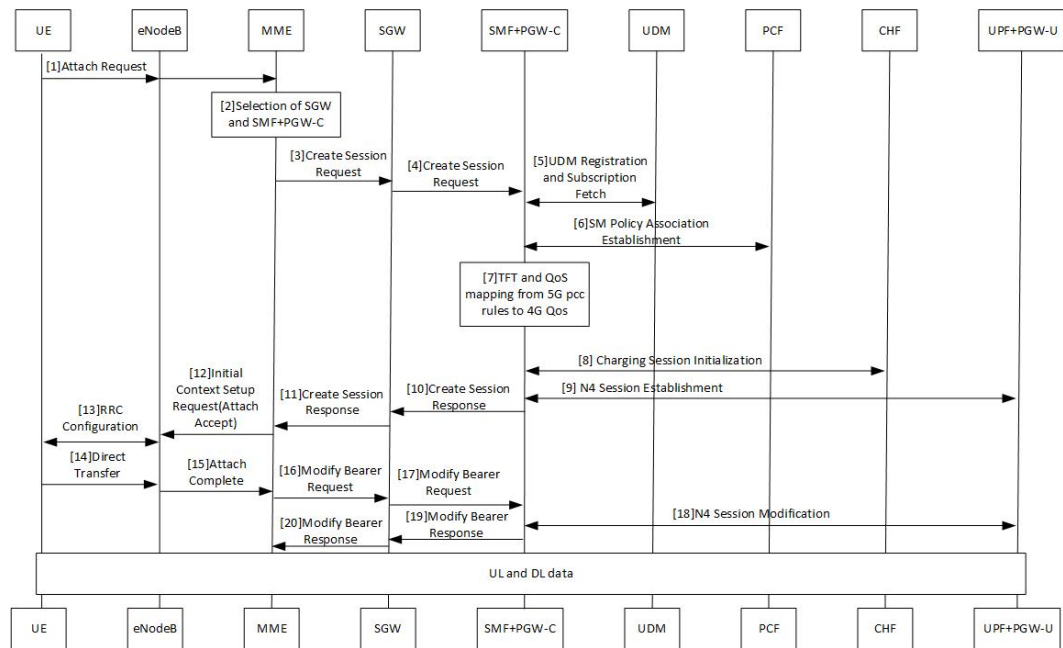 UE
eNodeB
MME
SGW
SMF+PGW-C
UDM
PCF
CHF
UPF+PGW-U
[1]Attach Request
[2]Selection of SGW
and SMF+PGW-C
[3]Create Session
Request
[4]Create Session
Request
[5]UDM Registration
and Subscription
Fetch
[6]SM Policy Association
Establishment
[7]TFT and QoS
mapping from 5G pcc
rules to 4G Qos
[8] Charging Session Initialization
[9] N4 Session Establishment
[10]Create Session
Response
[11]Create Session
Response
[12]Initial
Context Setup
Request(Attach
Accept)
[13]RRC
Configuration
[14]Direct
Transfer
[15]Attach
Complete
[16]Modify Bearer
Request
[17]Modify Bearer
Request
[18]N4 Session Modification
[19]Modify Bearer
Response
[20]Modify Bearer
Response
UL and DL data
UE
eNodeB
MME
SGW
SMF+PGW-C
UDM
PCF
CHF
UPF+PGW-U